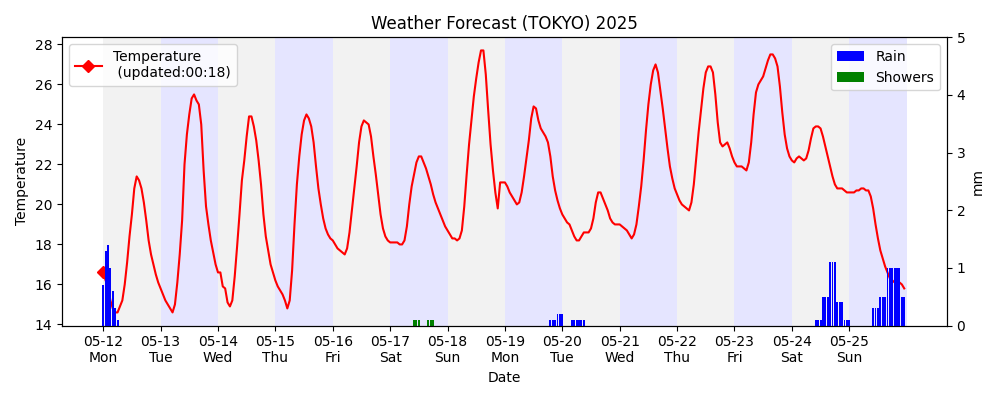 Weather Forecast (TOKYO) 2025
Temperature
(updated:00:18)
Rain
Showers
Temperature
28
26
24
22
20
18
16
14
5
4
3
2
1
0
mm
05-12 05-13 05-14 05-15 05-16 05-17 05-18 05-19 05-20 05-21 05-22 05-23 05-24 05-25
Mon Tue Wed Thu Fri Sat Sun Mon Tue Wed Thu Fri Sat Sun
Date